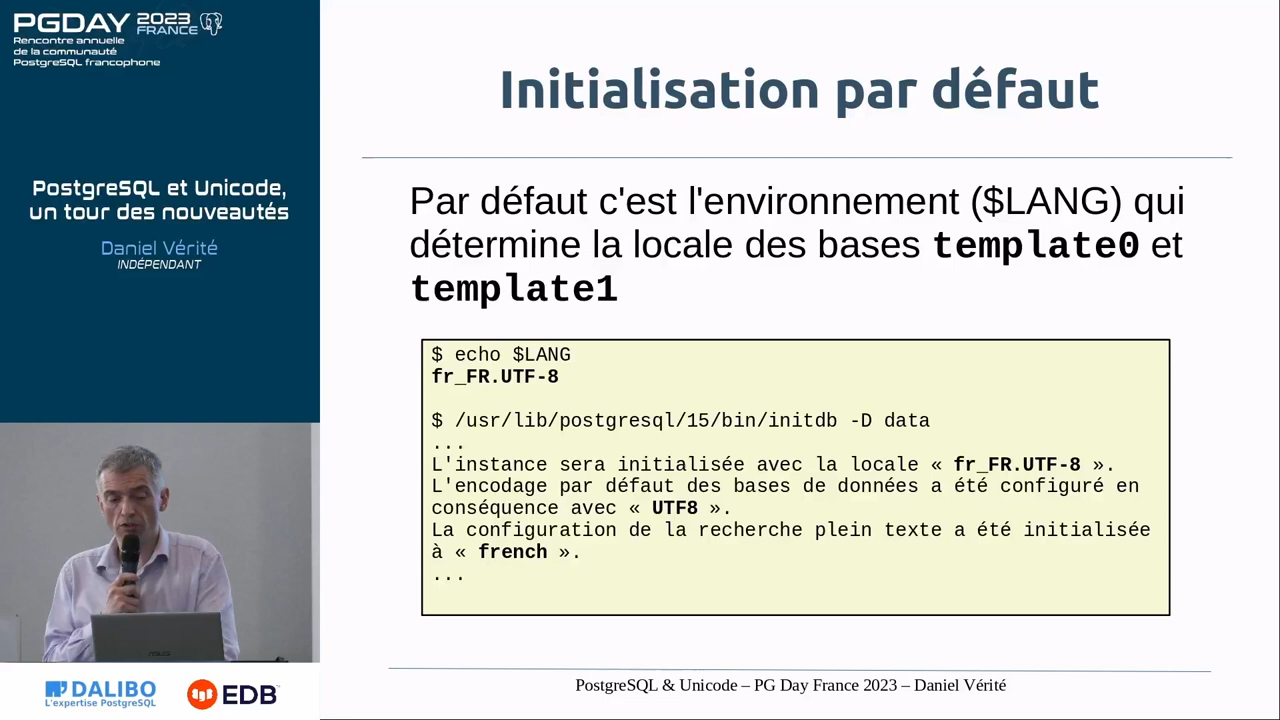 PGDAY 2023 FRANCE
Rencontre annuelle
de la communauté
PostgreSQL francophone
PostgreSQL et Unicode,
un tour des nouveautés
Daniel Vérité
INDÉPENDANT
ASUS
DALIBO
L'expertise PostgreSQL
EDB
Initialisation par défaut
Par défaut c'est l'environnement ($LANG) qui
détermine la locale des bases template0 et
template1
$ echo $LANG
fr_FR.UTF-8
$ /usr/lib/postgresql/15/bin/initdb -D data
...
L'instance sera initialisée avec la locale « fr_FR.UTF-8 ».
L'encodage par défaut des bases de données a été configuré en
conséquence avec « UTF8 ».
La configuration de la recherche plein texte a été initialisée
à « french ».
...
PostgreSQL & Unicode – PG Day France 2023 – Daniel Vérité